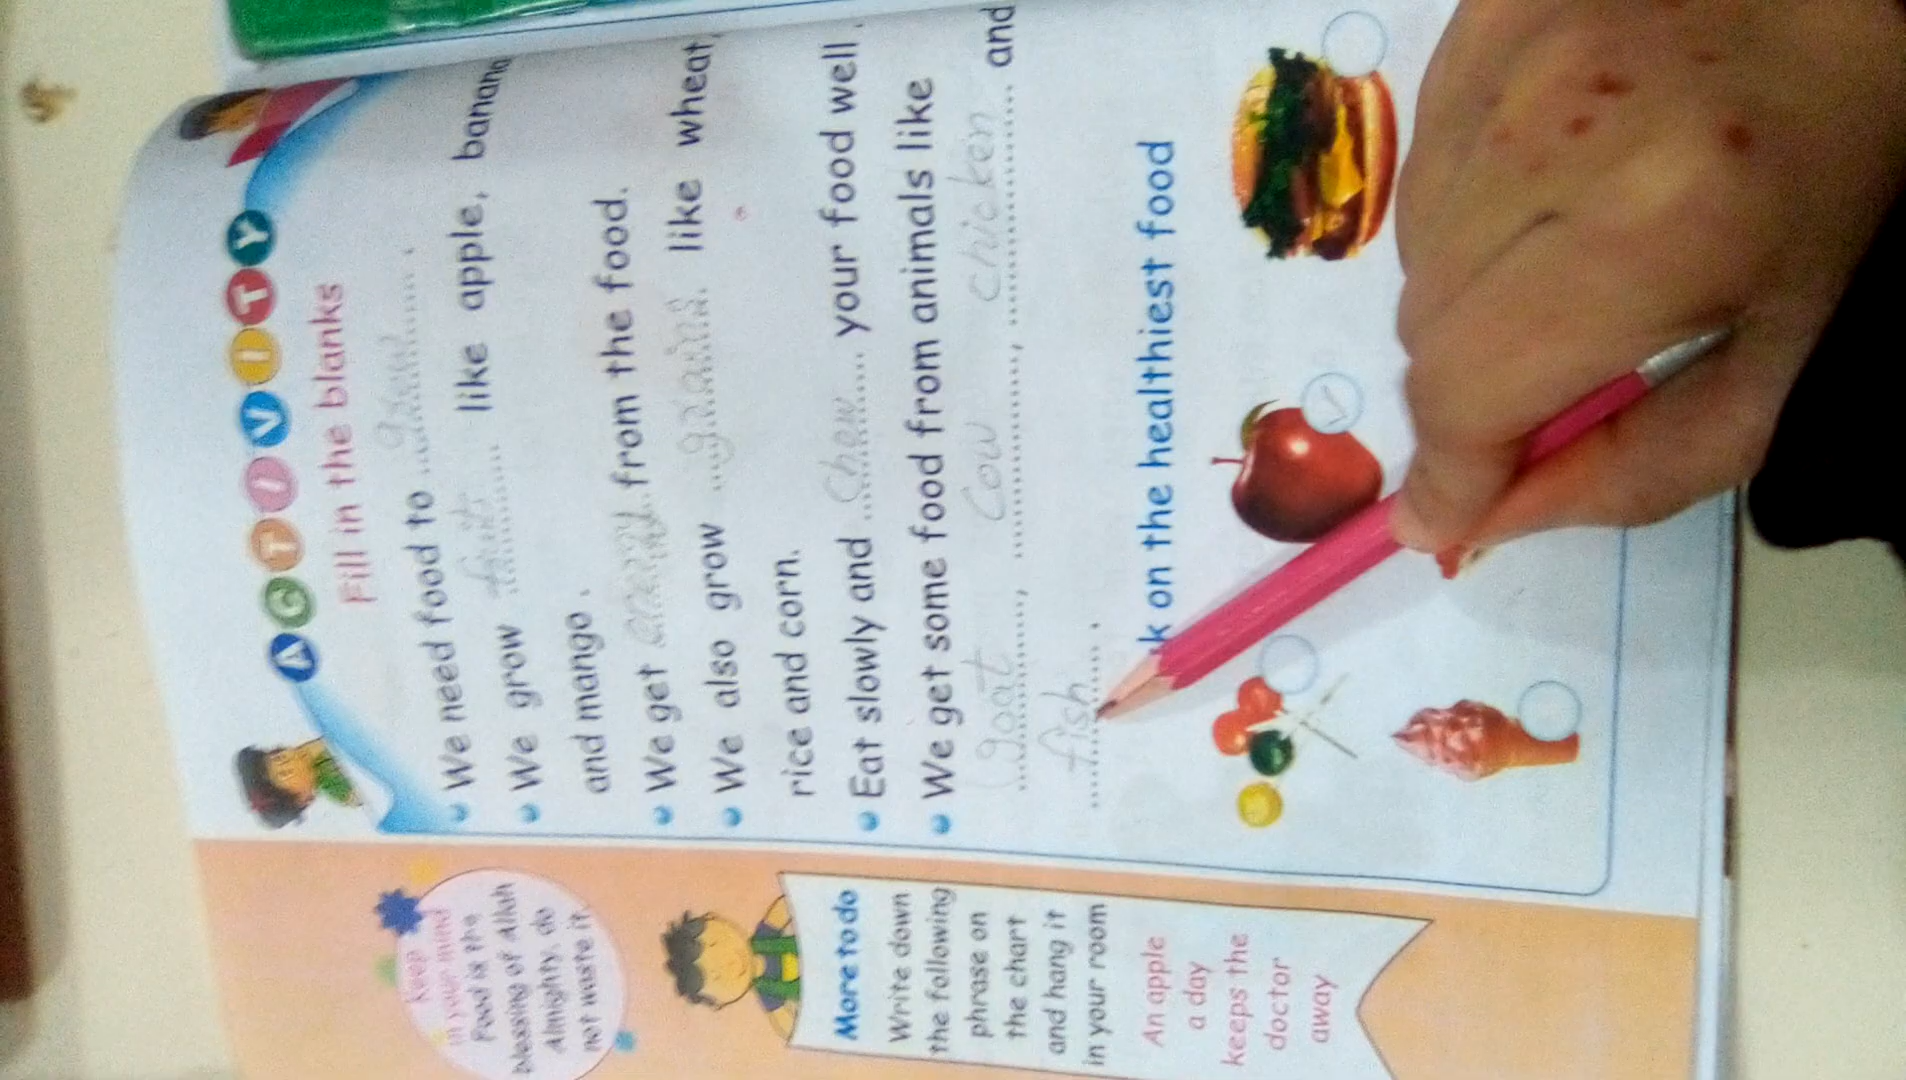 ACTIVITY
Fill in the blanks
We need food to grow .
We grow fruit like apple, banana
and mango .
We get energy from the food.
We also grow grains. like wheat,
rice and corn.
Eat slowly and chew your food well .
We get some food from animals like
goat, cow, chicken and
fish .
k on the healthiest food
Keep
in your mind
Food is the
blessing of Allah
Almighty, do
not waste it
More to do
Write down
the following
phrase on
the chart
and hang it
in your room
An apple
a day
keeps the
doctor
away